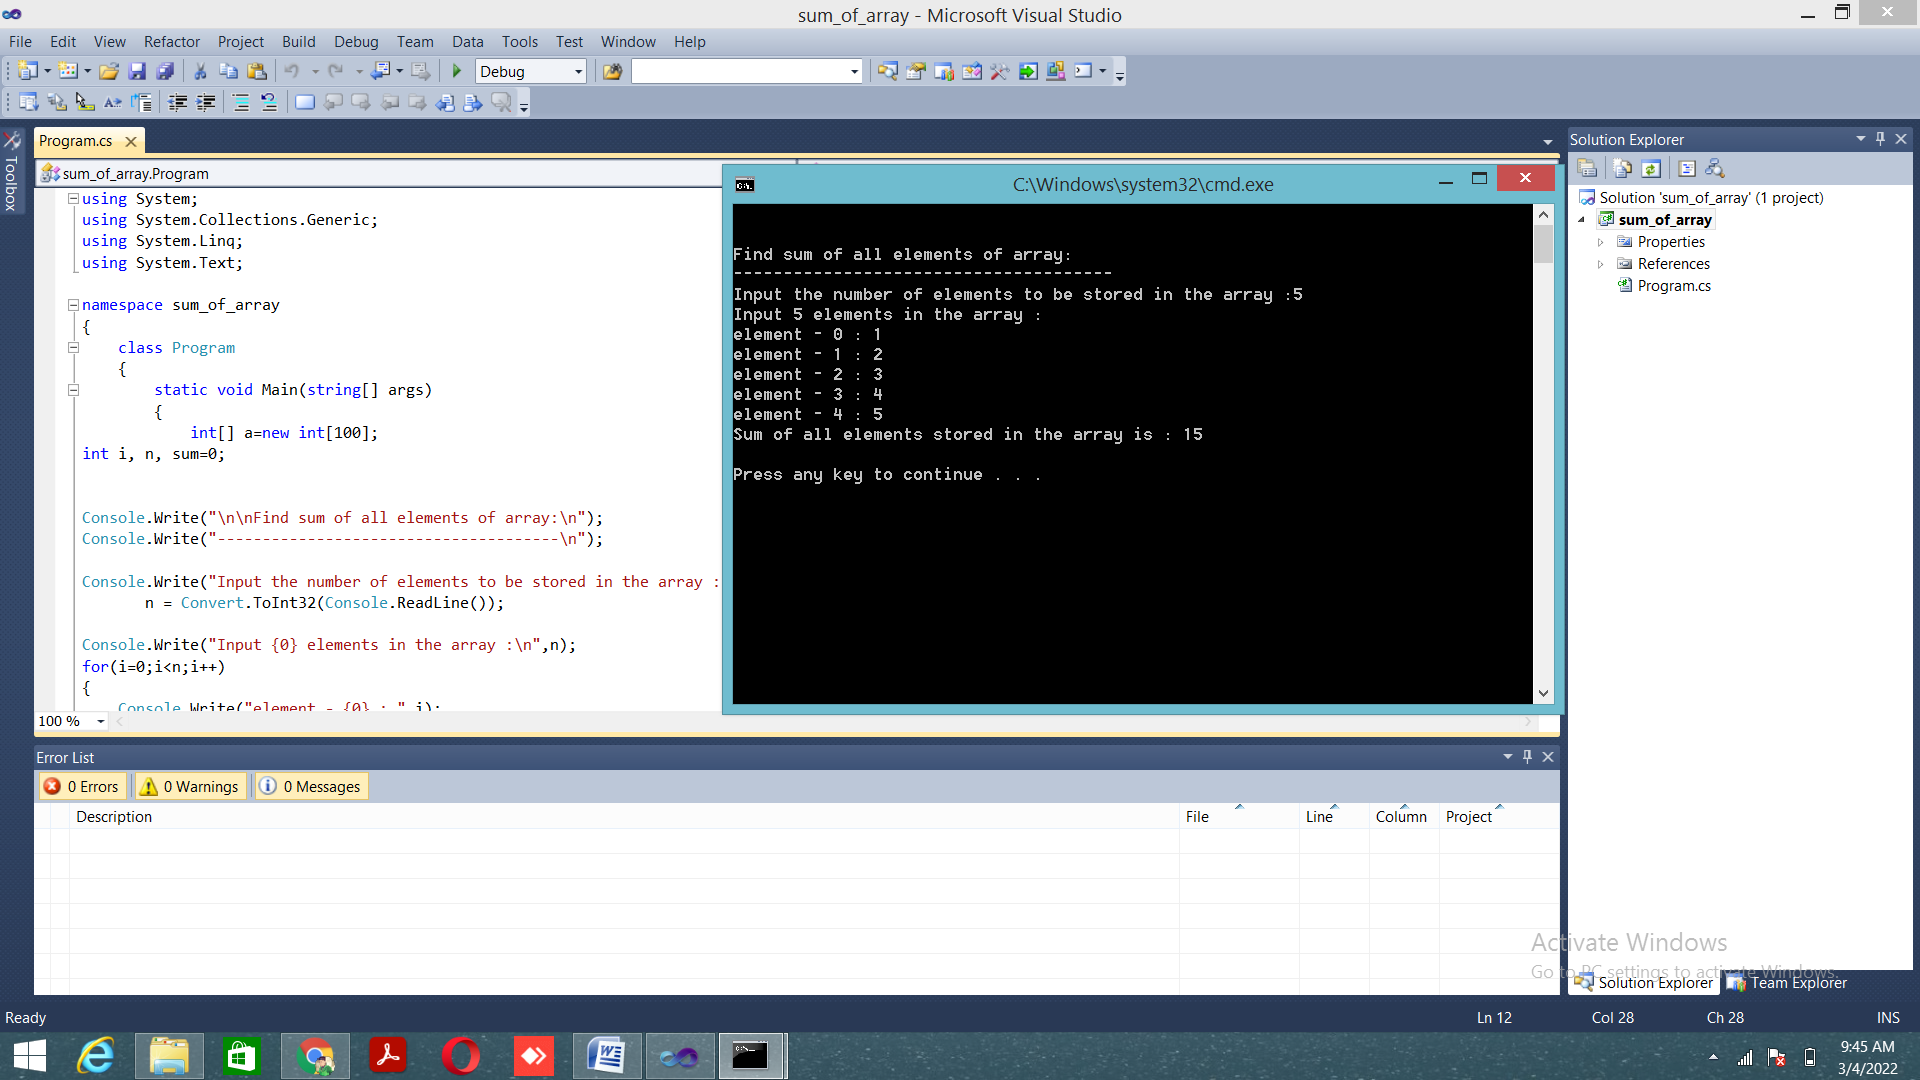 sum_of_array - Microsoft Visual Studio
File Edit View Refactor Project Build Debug Team Data Tools Test Window Help
Debug
Toolbox
Program.cs
sum_of_array.Program
using System;
using System.Collections.Generic;
using System.Linq;
using System.Text;
namespace sum_of_array
{
class Program
{
static void Main(string[] args)
{
int[] a=new int[100];
int i, n, sum=0;
Console.Write("\n\nFind sum of all elements of array:\n");
Console.Write("--------------------------------------\n");
Console.Write("Input the number of elements to be stored in the array :
n = Convert.ToInt32(Console.ReadLine());
Console.Write("Input {0} elements in the array :\n",n);
for(i=0;i<n;i++)
{
Console.Write("element - {0} : ",i);
100 %
C:\Windows\system32\cmd.exe
Find sum of all elements of array:
--------------------------------------
Input the number of elements to be stored in the array :5
Input 5 elements in the array :
element - 0 : 1
element - 1 : 2
element - 2 : 3
element - 3 : 4
element - 4 : 5
Sum of all elements stored in the array is : 15
Press any key to continue . . .
Solution Explorer
Solution 'sum_of_array' (1 project)
sum_of_array
Properties
References
Program.cs
Error List
0 Errors 0 Warnings 0 Messages
Description File Line Column Project
Activate Windows
Go to PC settings to activate Windows.
Solution Explorer Team Explorer
Ready Ln 12 Col 28 Ch 28 INS
9:45 AM
3/4/2022